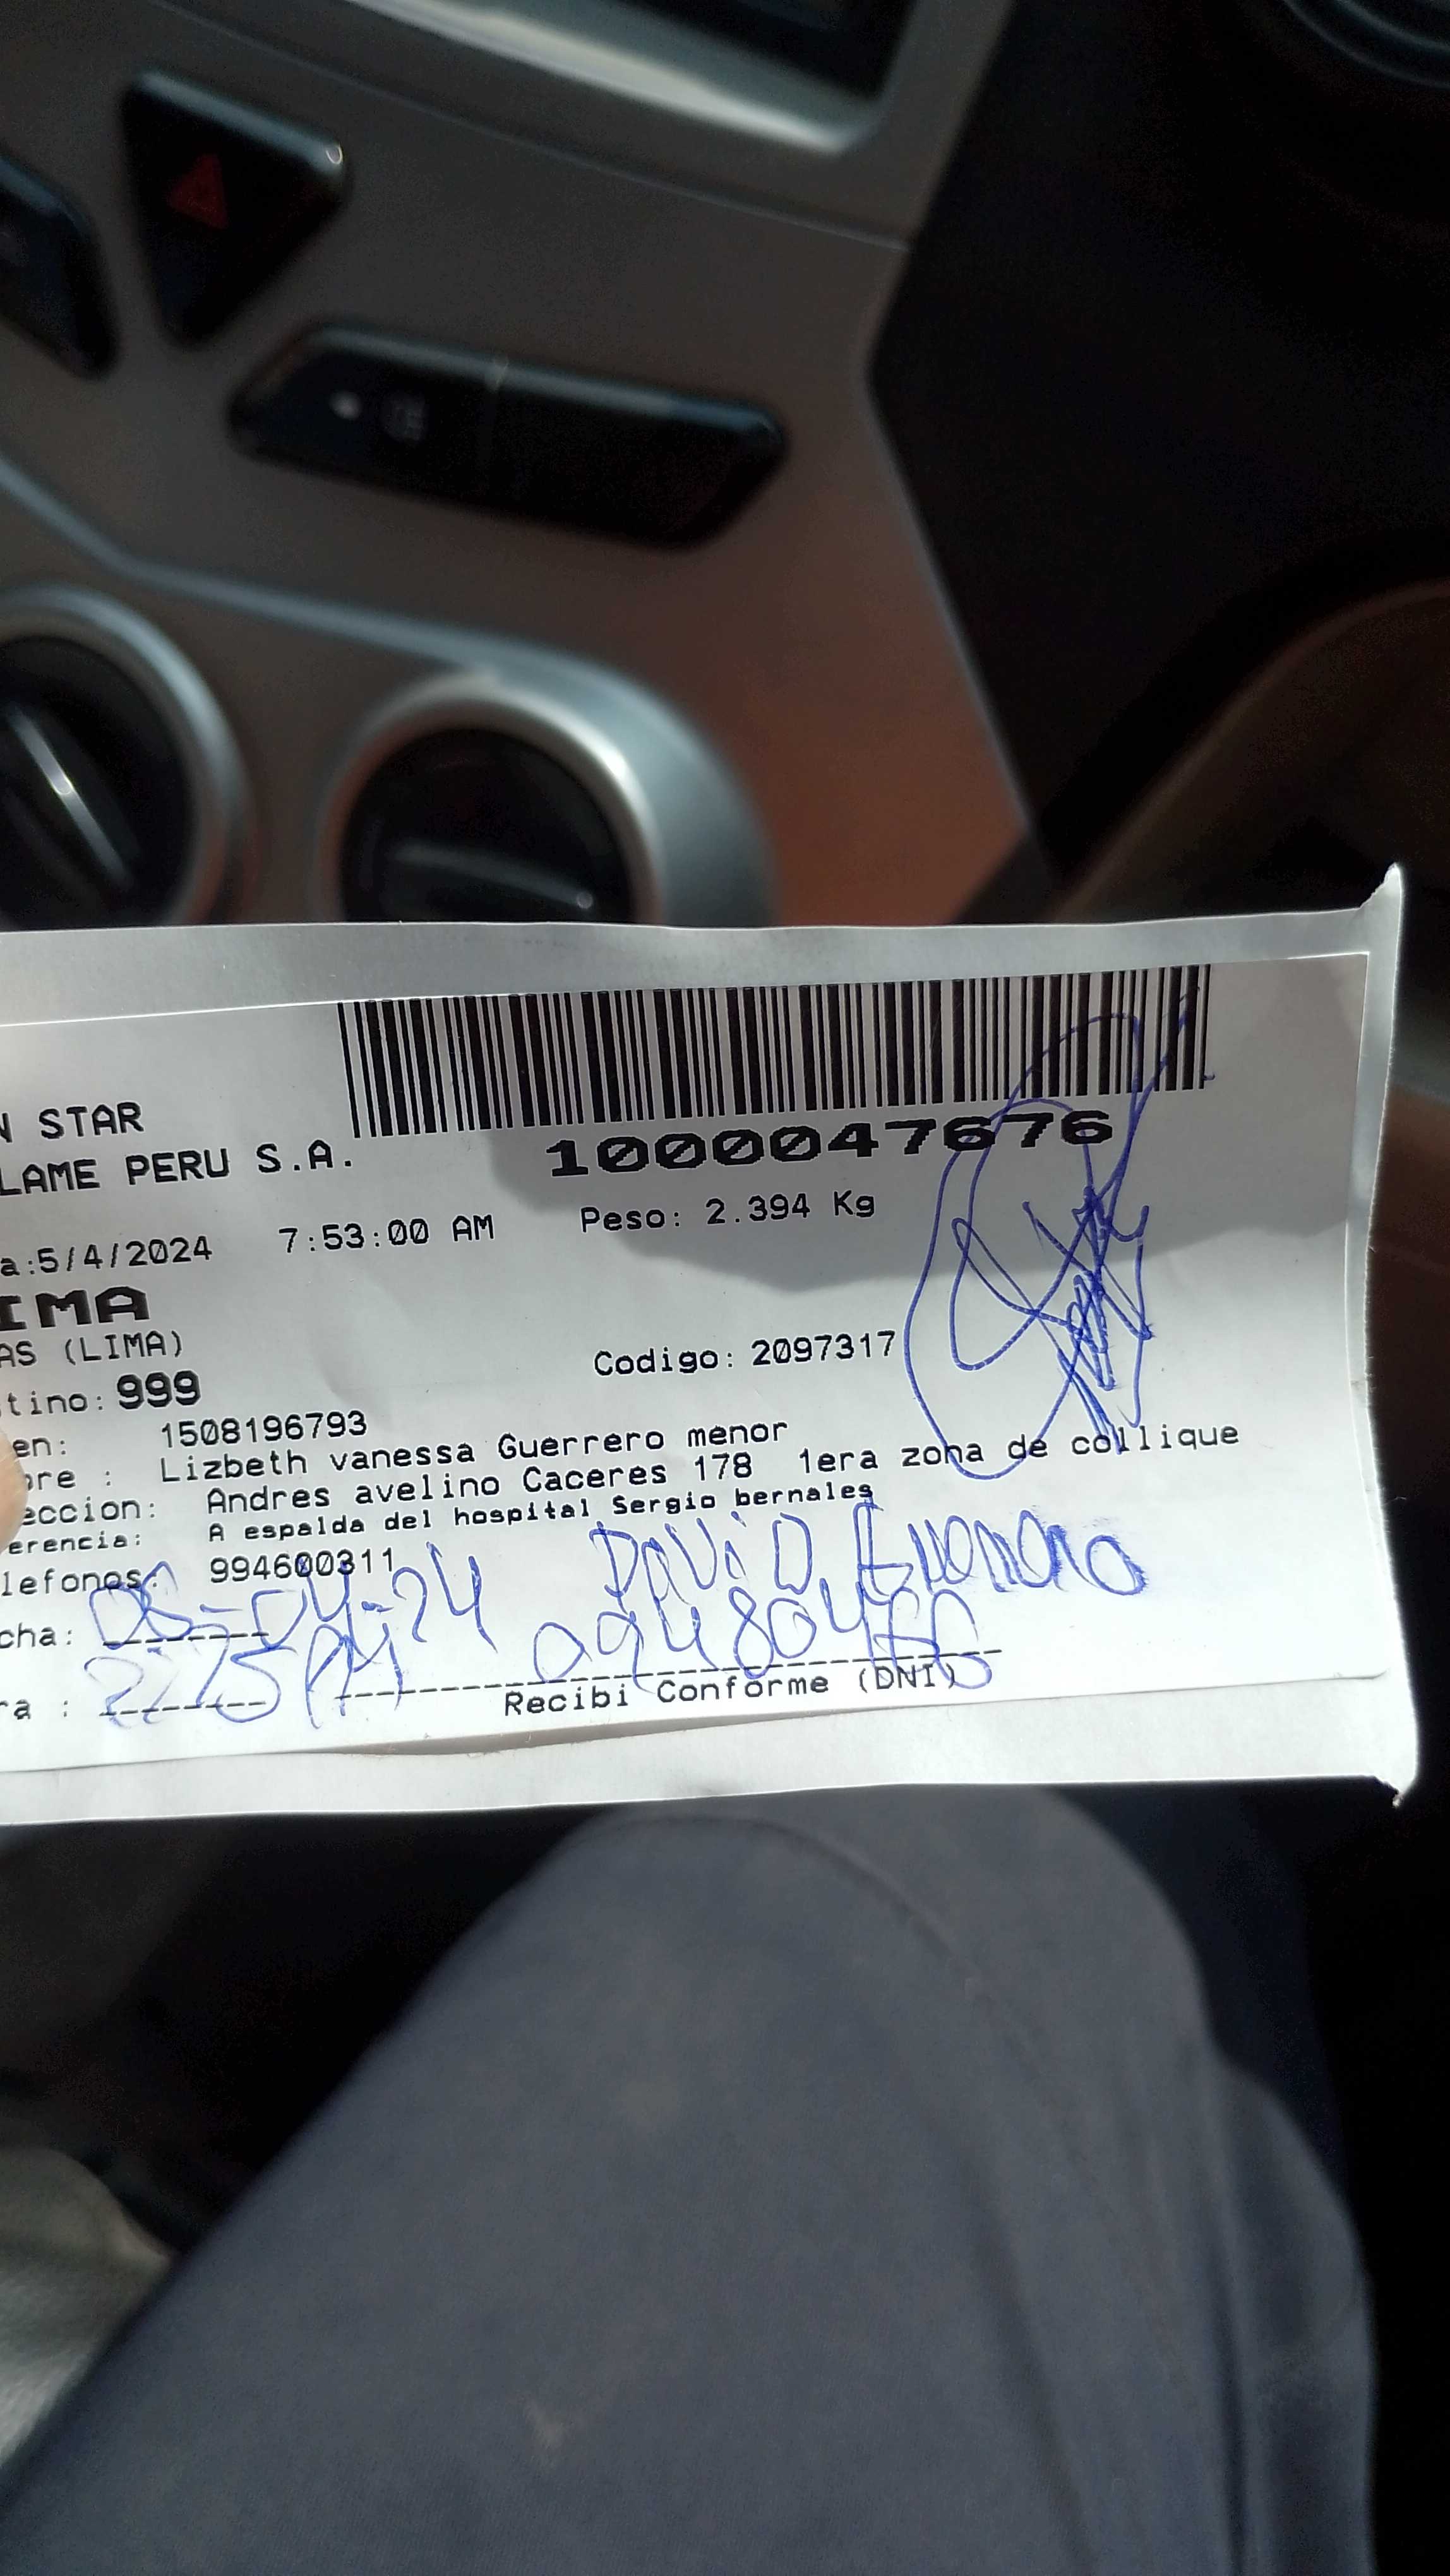 N STAR
LAME PERU S.A.
1000047676
a:5/4/2024 7:53:00 AM Peso: 2.394 Kg
IMA
AS (LIMA)
tino: 999 Codigo: 2097317
en: 1508196793
bre : Lizbeth vanessa Guerrero menor
eccion: Andres avelino Caceres 178 1era zona de collique
erencia: A espalda del hospital Sergio bernales
lefonos: 994600311
David
cha: 05-04-24
ra :
Recibi Conforme (DNI)